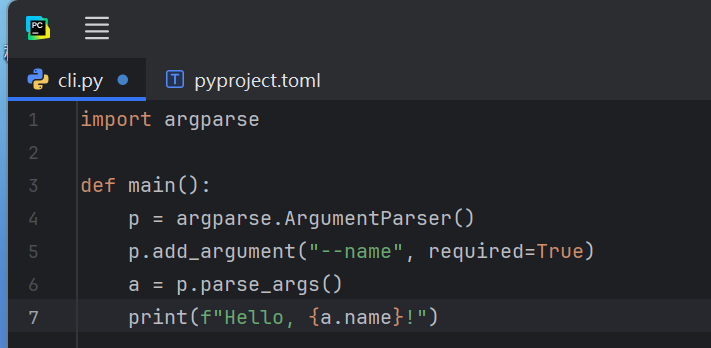 PC
cli.py
pyproject.toml
1 import argparse
2
3 def main():
4     p = argparse.ArgumentParser()
5     p.add_argument("--name", required=True)
6     a = p.parse_args()
7     print(f"Hello, {a.name}!")